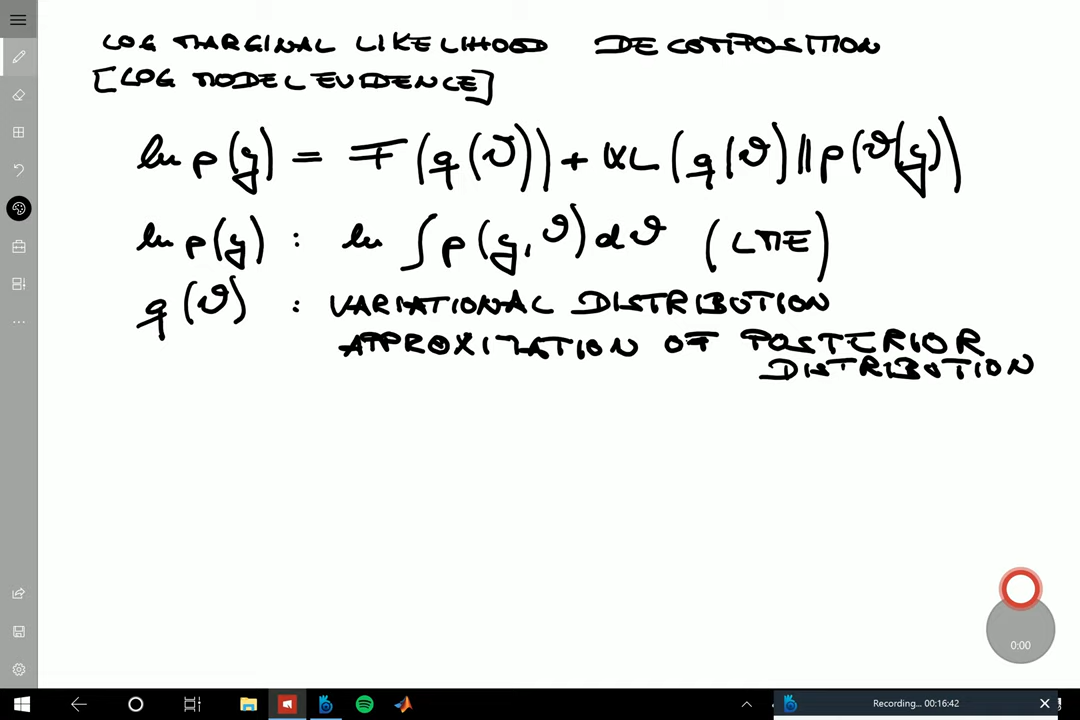 LOG MARGINAL LIKELIHOOD DECOMPOSITION
[LOG MODEL EVIDENCE]
ln p(y) = F(q(ϑ)) + KL(q(ϑ)||p(ϑ|y))
ln p(y) : ln ∫ p(y,ϑ)dϑ (LME)
q(ϑ) : VARIATIONAL DISTRIBUTION
APPROXIMATION OF POSTERIOR
DISTRIBUTION
0:00
Recording... 00:16:42